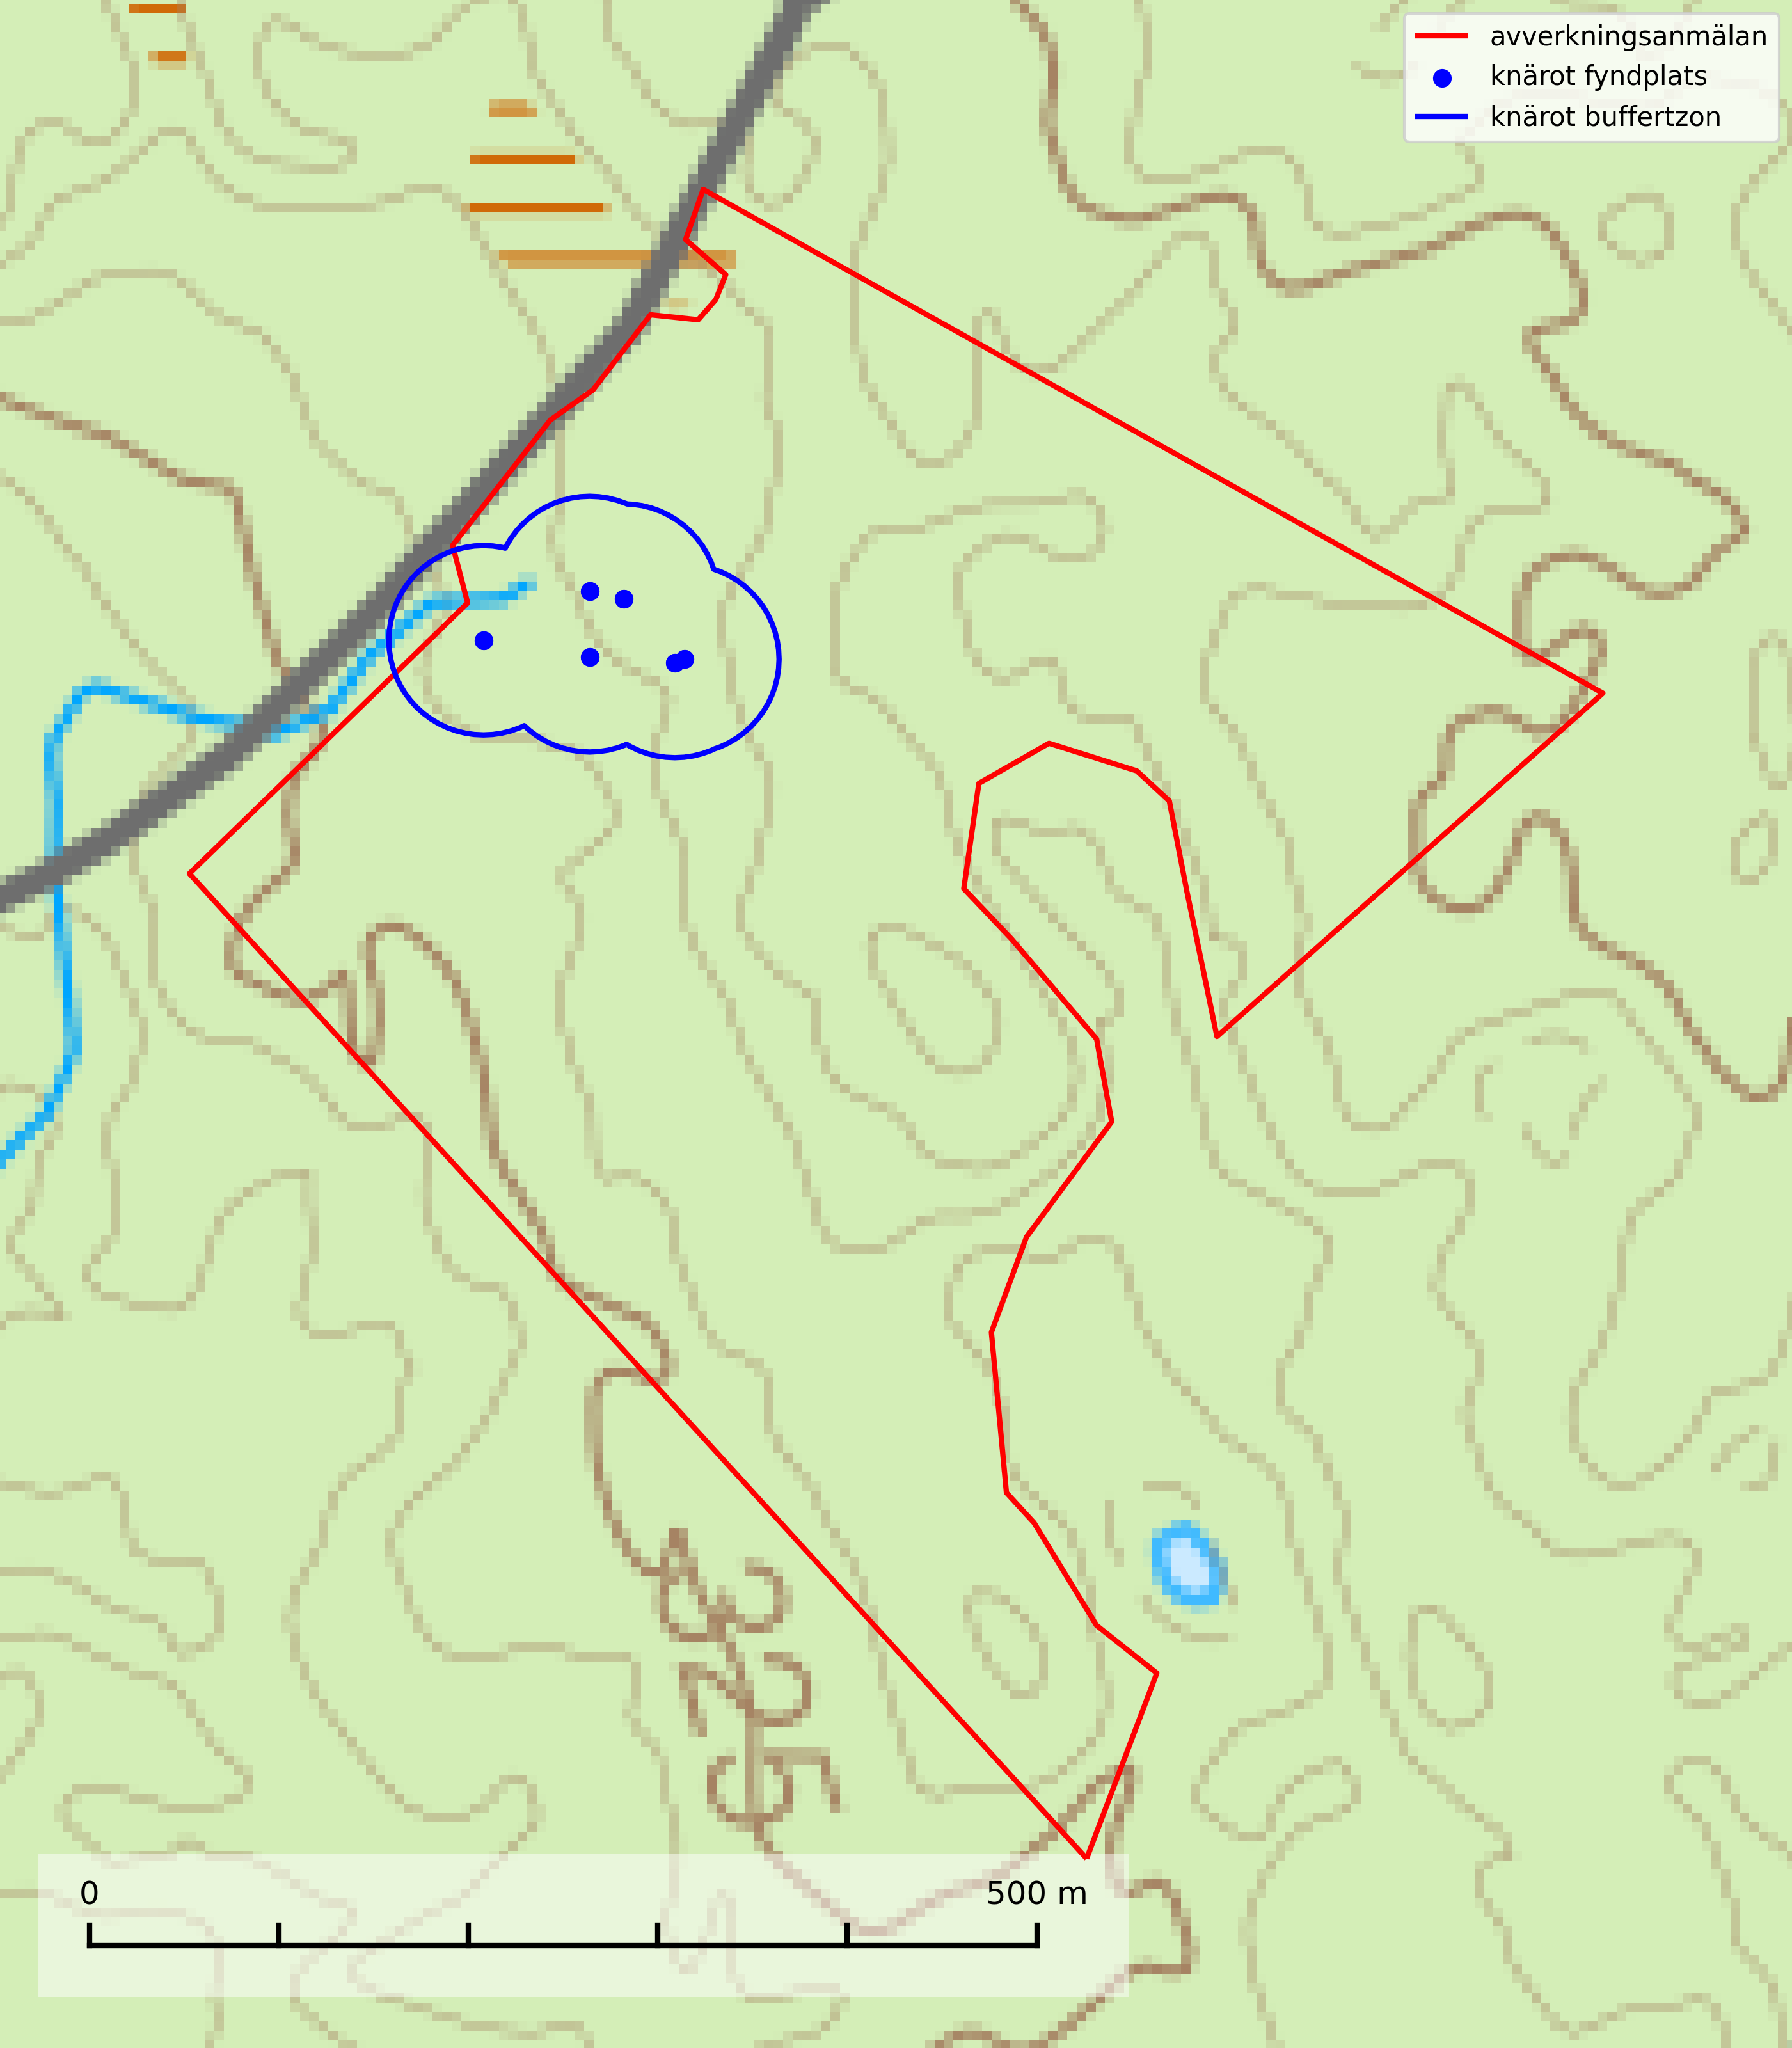 avverkningsanmälan
knärot fyndplats
knärot buffertzon
0
500 m